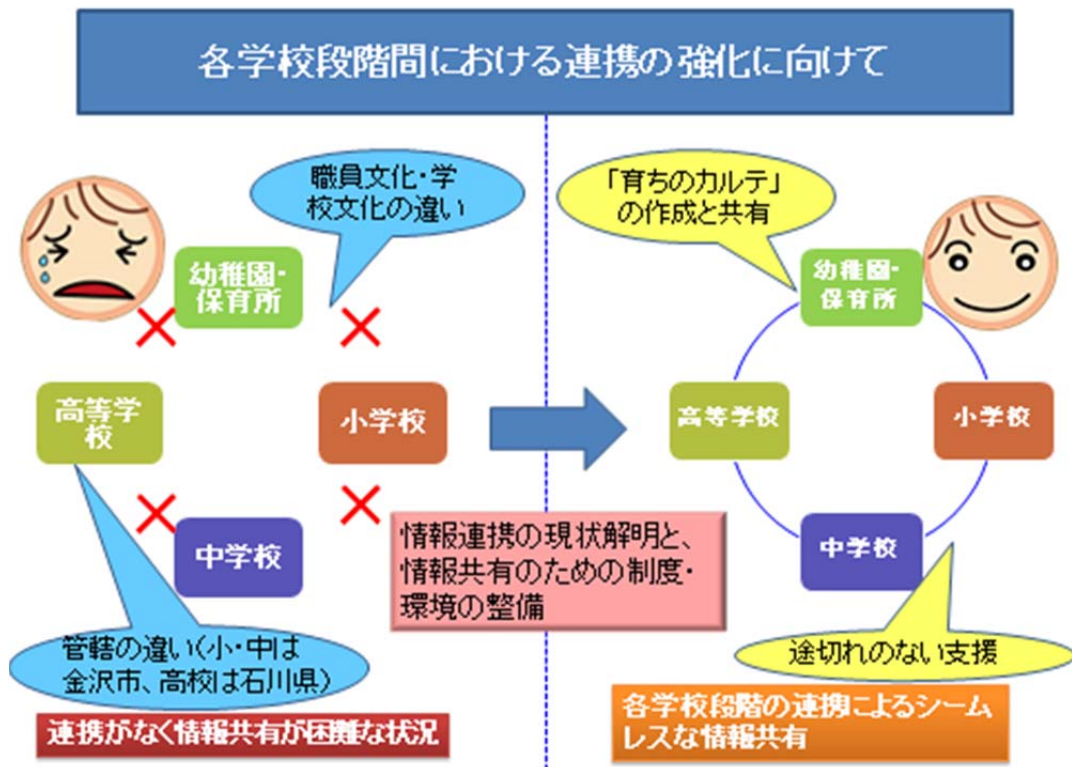 各学校段階間における連携の強化に向けて
職員文化・学
校文化の違い
幼稚園・
保育所
高等学
校
小学校
中学校
管轄の違い(小・中は
金沢市、高校は石川県)
連携がなく情報共有が困難な状況
情報連携の現状解明と、
情報共有のための制度・
環境の整備
「育ちのカルテ」
の作成と共有
幼稚園・
保育所
高等学校
小学校
中学校
途切れのない支援
各学校段階の連携によるシーム
レスな情報共有